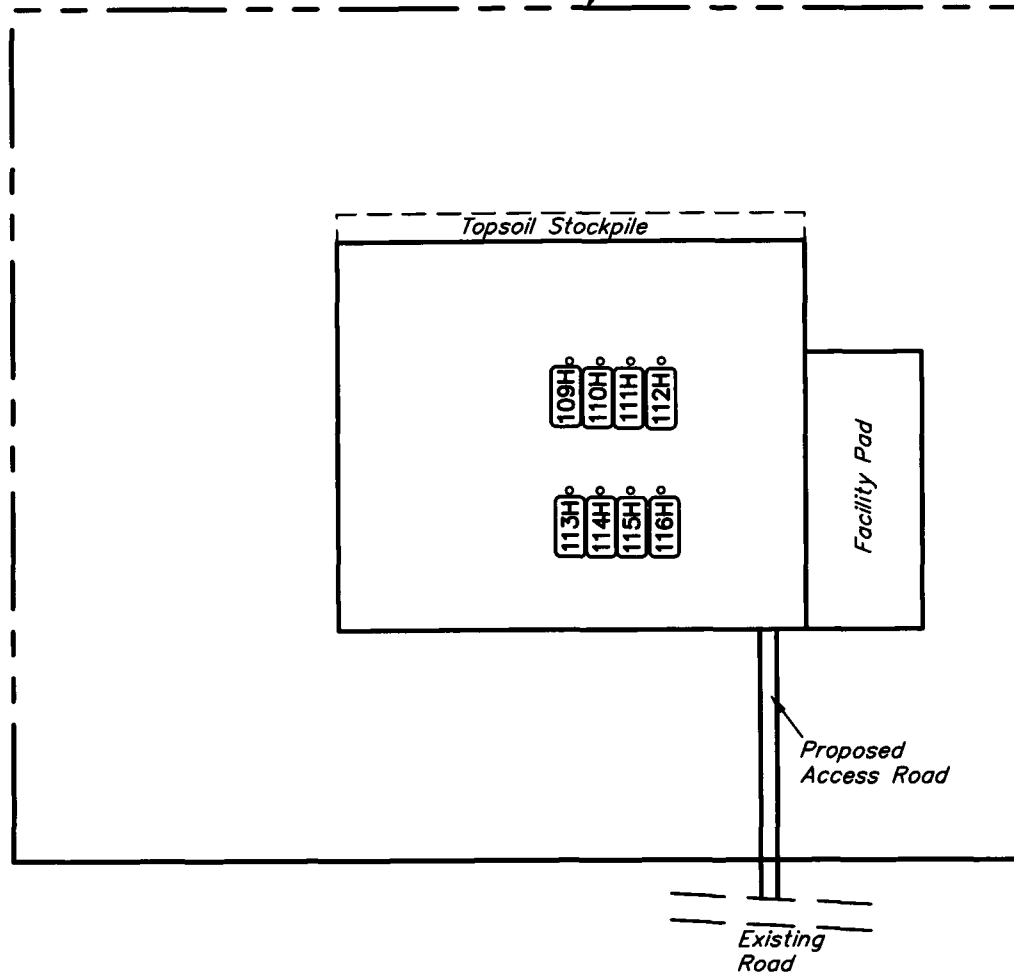 Topsoil Stockpile
109H
110H
111H
112H
113H
114H
115H
116H
Facility Pad
Proposed
Access Road
Existing
Road